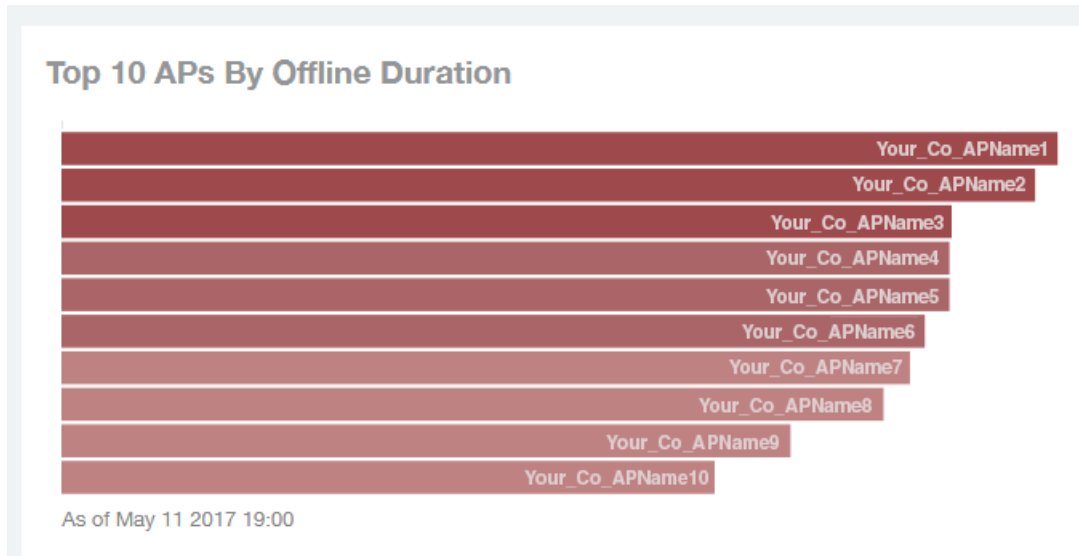 Top 10 APs By Offline Duration
Your_Co_APName1
Your_Co_APName2
Your_Co_APName3
Your_Co_APName4
Your_Co_APName5
Your_Co_APName6
Your_Co_APName7
Your_Co_APName8
Your_Co_APName9
Your_Co_APName10
As of May 11 2017 19:00